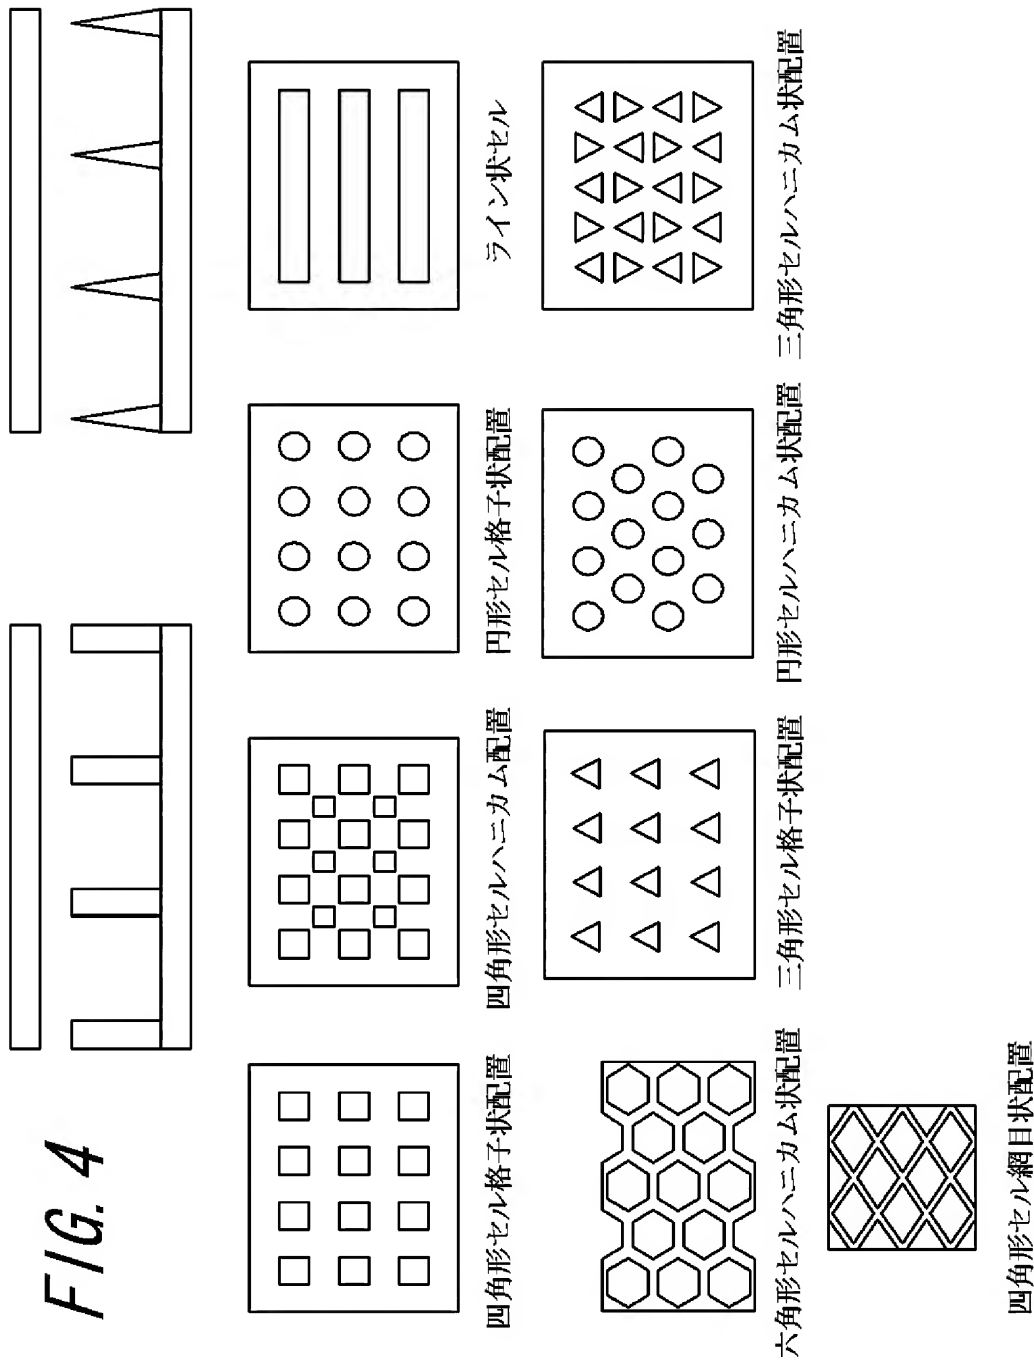 FIG. 4
四角形セル格子状配置
四角形セルハニカム配置
円形セル格子状配置
ライン状セル
六角形セルハニカム状配置
三角形セル格子状配置
円形セルハニカム状配置
三角形セルハニカム状配置
四角形セル網目状配置